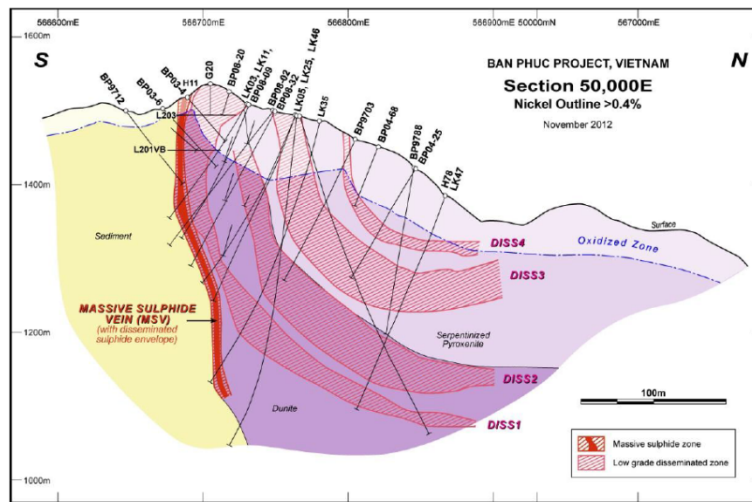 566600mE
566700mE
566800mE
566900mE 50000mN
567000mE
1600m
S
N
BP9712
BP03-6
BP03-4
H11
G20
BP08-20
LK03, LK11,
BP08-09
BP08-02
BP08-32
LK05, LK25, LK46
LK35
BP9703
BP04-68
BP9788
BP04-25
H78
LK47
BAN PHUC PROJECT, VIETNAM
Section 50,000E
Nickel Outline >0.4%
November 2012
L203
L201VB
1400m
Sediment
Surface
Oxidized Zone
DISS4
DISS3
MASSIVE SULPHIDE
VEIN (MSV)
(with disseminated
sulphide envelope)
1200m
Serpentinized
Pyroxenite
DISS2
DISS1
Dunite
100m
Massive sulphide zone
Low grade disseminated zone
1000m